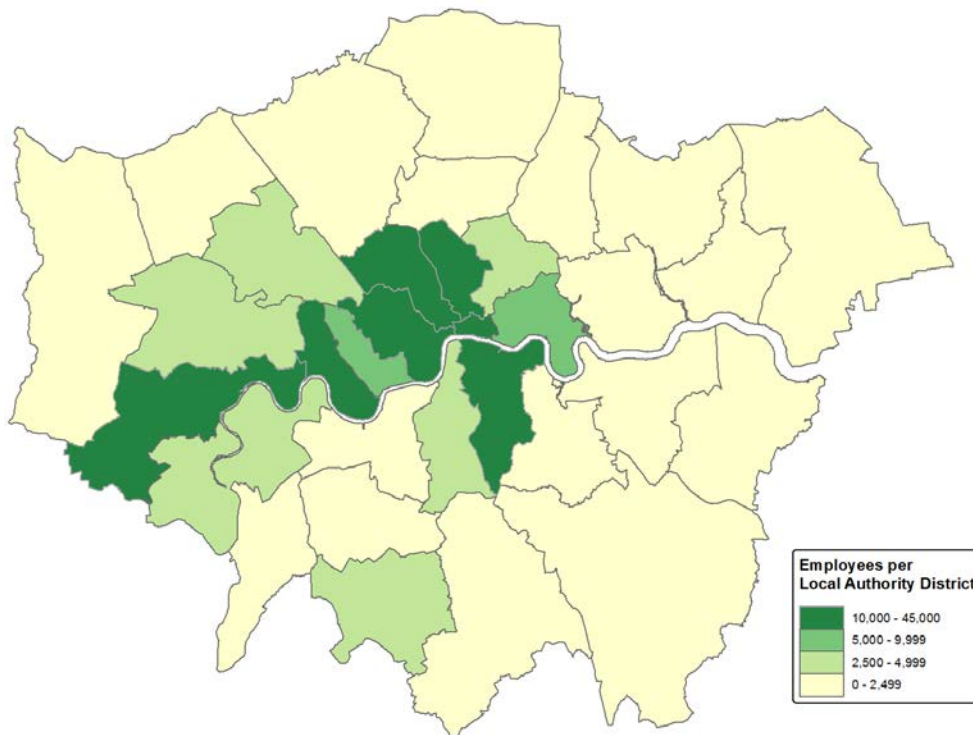 Employees per
Local Authority District
10,000 - 45,000
5,000 - 9,999
2,500 - 4,999
0 - 2,499